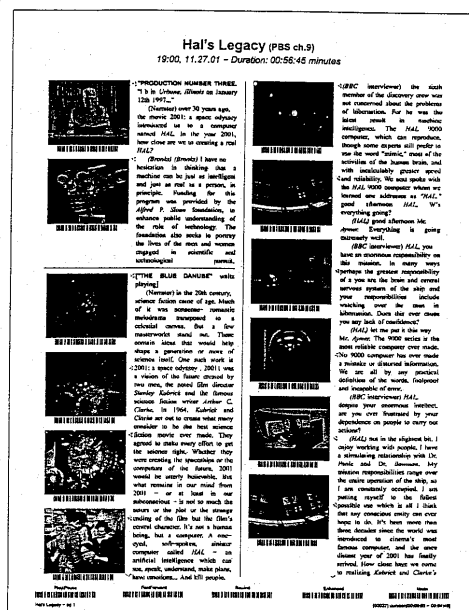 Hal's Legacy (PBS ch.9)
19:00, 11.27.01 – Duration: 00:56:45 minutes
"PRODUCTION NUMBER THREE.
"I b in Urbana, Illinois on January
12th 1997..."
(Narrator) over 30 years ago,
the movie 2001: a space odyssey
introduced us to a computer
named HAL. In the year 2001,
how close are we to creating a real
HAL?
(Brooks) I have no
hesitation in thinking that a
machine can be just as intelligent
and just as real as a person, in
principle. Funding for this
program was provided by the
Alfred P. Sloan foundation, to
enhance public understanding of
the role of technology. The
foundation also seeks to portray
the lives of the men and women
engaged in scientific and
technological pursuit.
["THE BLUE DANUBE" waltz
playing]
(Narrator) in the 20th century,
science fiction came of age. Much
of it was romantic
melodrama transposed to a
celestial canvas. But a few
masterworks stand out. These
contain ideas that would help
shape a generation or more of
science itself. One such work is
2001: a space odyssey. 2001 was
a vision of the future created by
two men, the noted film director
Stanley Kubrick and the famous
science fiction writer Arthur C.
Clarke. In 1964, Kubrick and
Clarke set out to create what many
consider to be the best science
fiction movie ever made. They
agreed to make every effort to get
the science right. Whether they
were creating the spaceships or the
computers of the future, 2001
would be utterly believable. But
what remains in our mind from
2001 – or at least in our
subconscious – is not so much the
actors or the plot or the strange
ending of the film but the film's
central character. It's not a human
being, but a computer. A one-
eyed, soft-spoken, sinister
computer called HAL – an
artificial intelligence which can
see, speak, understand, make plans,
have emotions... And kill people.
(BBC interviewer) the sixth
member of the discovery crew was
not concerned about the problems
of hibernation. For he was the
latest result in machine
intelligence. The HAL 9000
computer, which can reproduce,
though some experts still prefer to
use the word "mimic," most of the
activities of the human brain, and
with incalculably greater speed
and reliability. We next spoke with
the HAL 9000 computer whom we
learned one addresses as "HAL."
good afternoon HAL. W's
everything going?
(HAL) good afternoon Mr.
Aymer. Everything is going
extremely well.
(BBC interviewer) HAL, you
have an enormous responsibility on
this mission, in many ways
perhaps the greatest responsibility
of a you are the brain and central
nervous system of the ship and
your responsibilities include
watching over the men in
hibernation. Does this ever cause
you any lack of confidence?
(HAL) let me put it this way
Mr. Aymer. The 9000 series is the
most reliable computer ever made.
No 9000 computer has ever made
a mistake or distorted information.
We are all by any practical
definition of the words, foolproof
and incapable of error.
(BBC interviewer) HAL,
despite your enormous intellect,
are you ever frustrated by your
dependence on people to carry out
actions?
(HAL) not in the slightest bit. I
enjoy working with people. I have
a stimulating relationship with Dr.
Poole and Dr. Bowman. My
mission responsibilities range over
the entire operation of the ship, so
I am constantly occupied. I am
putting myself to the fullest
possible use which is all I think
that any conscious entity can ever
hope to do. It's been more than
three decades since the world was
introduced to cinema's most
famous computer, and the once
distant year of 2001 has finally
arrived. How close have we come
to realizing Kubrick and Clarke's
Hal's Legacy – pg 1